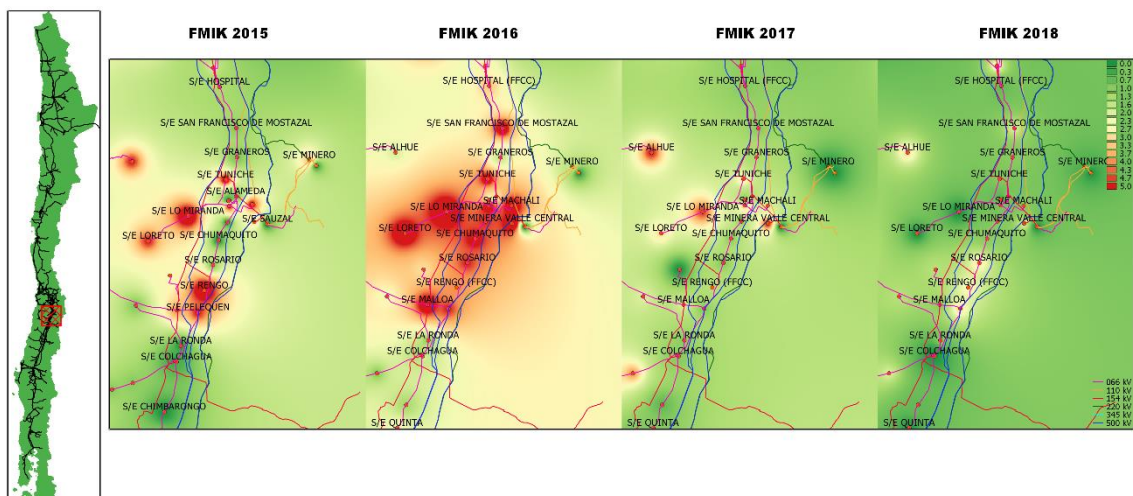 FMIK 2015
FMIK 2016
FMIK 2017
FMIK 2018
S/E HOSPITAL
S/E SAN FRANCISCO DE MOSTAZAL
S/E GRANEROS
S/E MINERO
S/E TUNICHE
S/E ALAMEDA
S/E LO MIRANDA
S/E SAUZAL
S/E LORETO
S/E CHUMAQUITO
S/E ROSARIO
S/E RENGO
S/E PELEQUEN
S/E LA RONDA
S/E COLCHAGUA
S/E CHIMBARONGO
S/E HOSPITAL (FFCC)
S/E SAN FRANCISCO DE MOSTAZAL
S/E ALHUE
S/E GRANEROS
S/E MINERO
S/E TUNICHE
S/E MACHALI
S/E LO MIRANDA
S/E MINERA VALLE CENTRAL
S/E LORETO
S/E CHUMAQUITO
S/E ROSARIO
S/E RENGO (FFCC)
S/E MALLOA
S/E LA RONDA
S/E COLCHAGUA
S/E QUINTA
S/E HOSPITAL (FFCC)
S/E SAN FRANCISCO DE MOSTAZAL
S/E ALHUE
S/E GRANEROS
S/E MINERO
S/E TUNICHE
S/E MACHALI
S/E LO MIRANDA
S/E MINERA VALLE CENTRAL
S/E LORETO
S/E CHUMAQUITO
S/E ROSARIO
S/E RENGO (FFCC)
S/E MALLOA
S/E LA RONDA
S/E COLCHAGUA
S/E QUINTA
S/E HOSPITAL (FFCC)
S/E SAN FRANCISCO DE MOSTAZAL
S/E ALHUE
S/E GRANEROS
S/E MINERO
S/E TUNICHE
S/E MACHALI
S/E LO MIRANDA
S/E MINERA VALLE CENTRAL
S/E LORETO
S/E CHUMAQUITO
S/E ROSARIO
S/E RENGO (FFCC)
S/E MALLOA
S/E LA RONDA
S/E COLCHAGUA
S/E QUINTA
0.0
0.3
0.7
1.0
1.3
1.6
2.0
2.3
2.7
3.0
3.3
3.7
4.0
4.3
4.7
5.0
066 kV
110 kV
154 kV
220 kV
345 kV
500 kV